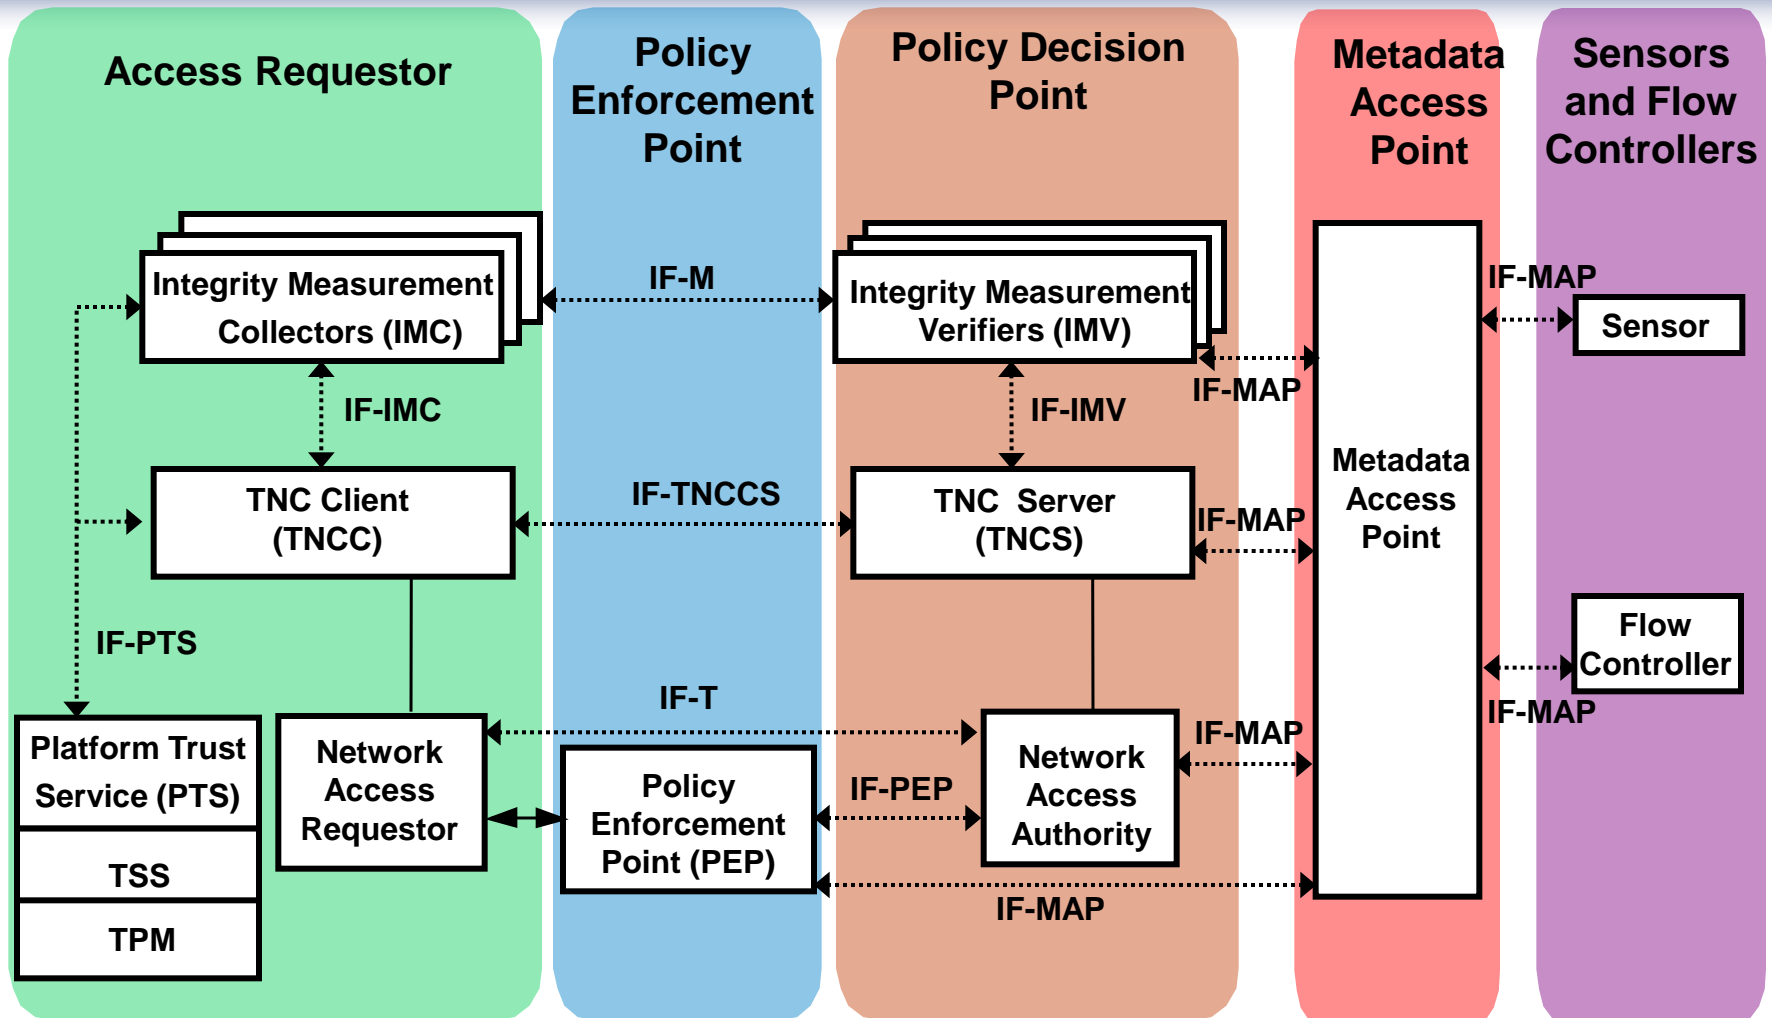 Access Requestor
Policy
Enforcement
Point
Policy Decision
Point
Metadata
Access
Point
Sensors
and Flow
Controllers
Integrity Measurement
Collectors (IMC)
IF-M
Integrity Measurement
Verifiers (IMV)
IF-MAP
Sensor
IF-MAP
IF-IMC
IF-IMV
Metadata
Access
Point
TNC Client
(TNCC)
IF-TNCCS
TNC  Server
(TNCS)
IF-MAP
IF-PTS
Flow
Controller
IF-MAP
IF-T
IF-MAP
Platform Trust
Service (PTS)
TSS
TPM
Network
Access
Requestor
Policy
Enforcement
Point (PEP)
IF-PEP
Network
Access
Authority
IF-MAP